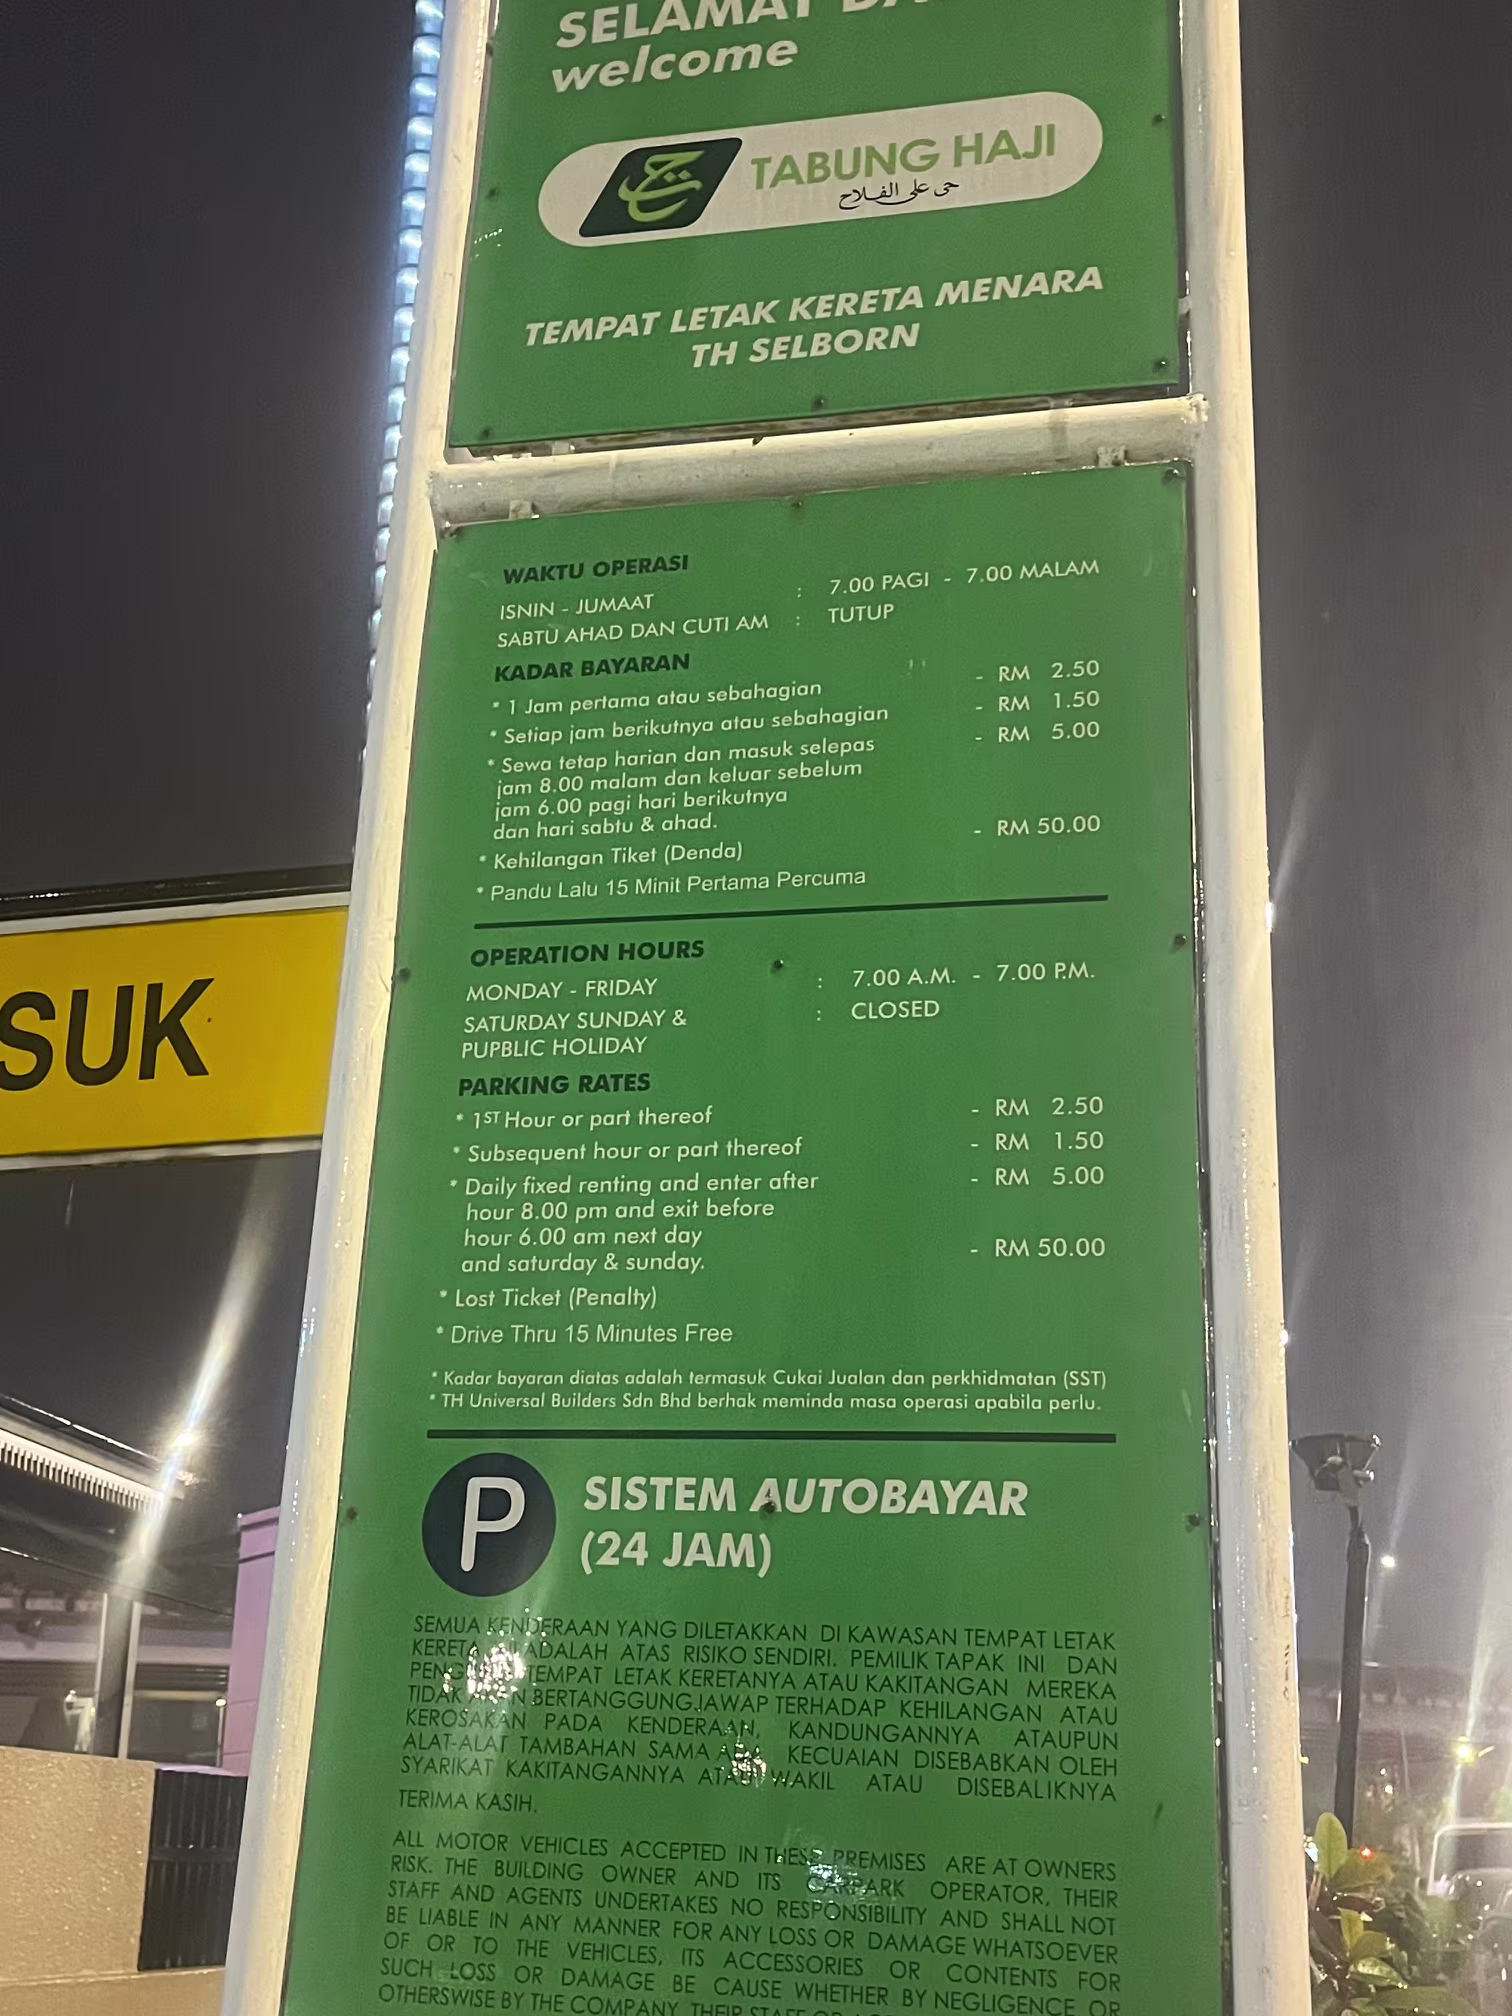 SELAMAT
welcome
TABUNG HAJI
حي على الفلاح
TEMPAT LETAK KERETA MENARA
TH SELBORN
WAKTU OPERASI
ISNIN - JUMAAT : 7.00 PAGI - 7.00 MALAM
SABTU AHAD DAN CUTI AM : TUTUP
KADAR BAYARAN
* 1 Jam pertama atau sebahagian - RM 2.50
* Setiap jam berikutnya atau sebahagian - RM 1.50
* Sewa tetap harian dan masuk selepas - RM 5.00
jam 8.00 malam dan keluar sebelum
jam 6.00 pagi hari berikutnya
dan hari sabtu & ahad.
* Kehilangan Tiket (Denda) - RM 50.00
* Pandu Lalu 15 Minit Pertama Percuma
OPERATION HOURS
MONDAY - FRIDAY : 7.00 A.M. - 7.00 P.M.
SATURDAY SUNDAY & : CLOSED
PUPBLIC HOLIDAY
PARKING RATES
* 1ST Hour or part thereof - RM 2.50
* Subsequent hour or part thereof - RM 1.50
* Daily fixed renting and enter after - RM 5.00
hour 8.00 pm and exit before
hour 6.00 am next day
and saturday & sunday. - RM 50.00
* Lost Ticket (Penalty)
* Drive Thru 15 Minutes Free
* Kadar bayaran diatas adalah termasuk Cukai Jualan dan perkhidmatan (SST)
* TH Universal Builders Sdn Bhd berhak meminda masa operasi apabila perlu.
P SISTEM AUTOBAYAR
(24 JAM)
SEMUA KENDERAAN YANG DILETAKKAN DI KAWASAN TEMPAT LETAK
KERETA ADALAH ATAS RISIKO SENDIRI. PEMILIK TAPAK INI DAN
TEMPAT LETAK KERETANYA ATAU KAKITANGAN MEREKA
TIDAK BERTANGGUNGJAWAP TERHADAP KEHILANGAN ATAU
KEROSAKAN PADA KENDERAAN, KANDUNGANNYA ATAUPUN
ALAT-ALAT TAMBAHAN SAMA KECUAIAN DISEBABKAN OLEH
SYARIKAT KAKITANGANNYA ATAU WAKIL ATAU DISEBALIKNYA
TERIMA KASIH.
ALL MOTOR VEHICLES ACCEPTED IN THESE PREMISES ARE AT OWNERS
RISK. THE BUILDING OWNER AND ITS CARPARK OPERATOR, THEIR
STAFF AND AGENTS UNDERTAKES NO RESPONSIBILITY AND SHALL NOT
BE LIABLE IN ANY MANNER FOR ANY LOSS OR DAMAGE WHATSOEVER
OF OR TO THE VEHICLES, ITS ACCESSORIES OR CONTENTS FOR
SUCH LOSS OR DAMAGE BE CAUSE WHETHER BY NEGLIGENCE OR
OTHERSWISE BY THE COMPANY, THEIR STAFF OR
SUK